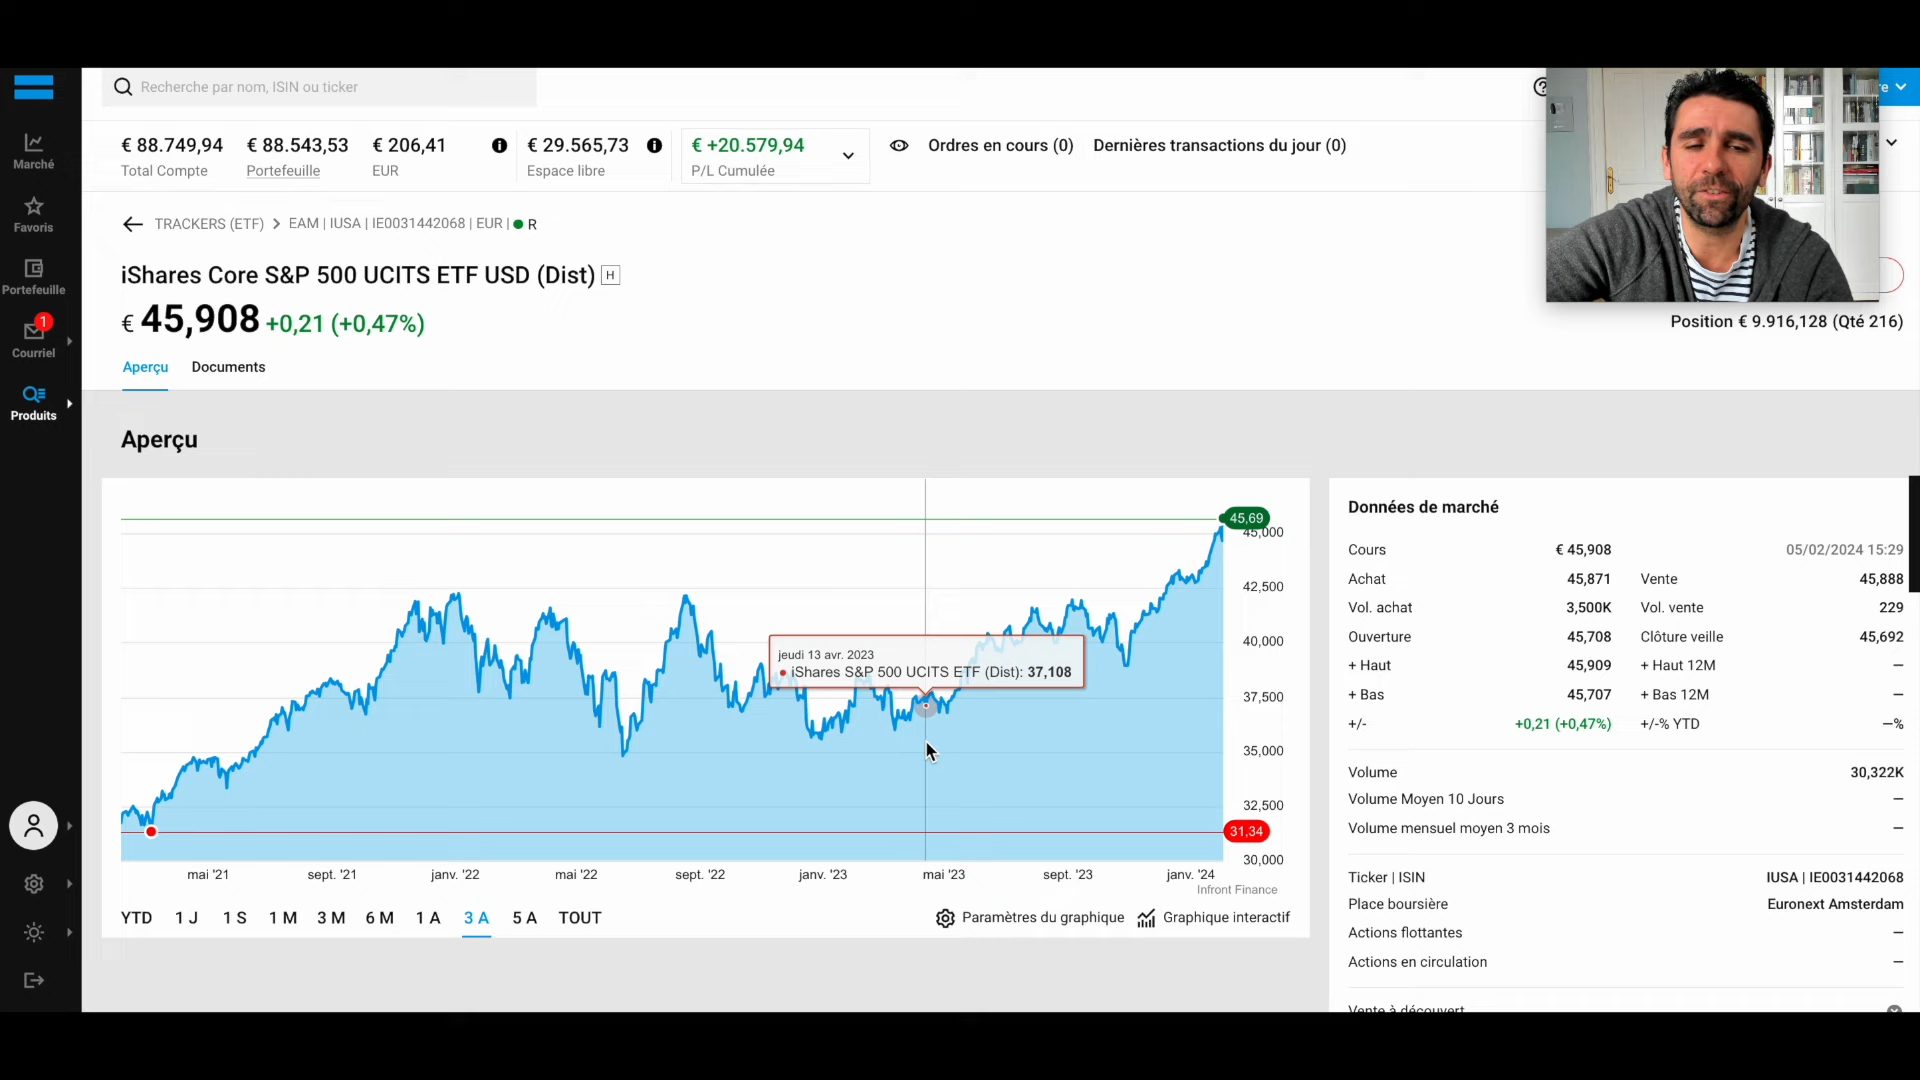 Recherche par nom, ISIN ou ticker
re
€ 88.749,94 € 88.543,53 € 206,41 € 29.565,73 € +20.579,94 Ordres en cours (0) Dernières transactions du jour (0)
Total Compte Portefeuille EUR Espace libre P/L Cumulée
TRACKERS (ETF) > EAM | IUSA | IE0031442068 | EUR | R
iShares Core S&P 500 UCITS ETF USD (Dist) H
€ 45,908 +0,21 (+0,47%)
Position € 9.916,128 (Qté 216)
Aperçu Documents
Marché
Favoris
Portefeuille
1
Courriel
Produits
Aperçu
45,69
45,000
42,500
40,000
37,500
35,000
32,500
31,34
30,000
jeudi 13 avr. 2023
iShares S&P 500 UCITS ETF (Dist): 37,108
mai '21 sept. '21 janv. '22 mai '22 sept. '22 janv. '23 mai '23 sept. '23 janv. '24
Infront Finance
YTD 1 J 1 S 1 M 3 M 6 M 1 A 3 A 5 A TOUT Paramètres du graphique Graphique interactif
Données de marché
Cours € 45,908 05/02/2024 15:29
Achat 45,871 Vente 45,888
Vol. achat 3,500K Vol. vente 229
Ouverture 45,708 Clôture veille 45,692
+ Haut 45,909 + Haut 12M –
+ Bas 45,707 + Bas 12M –
+/- +0,21 (+0,47%) +/-% YTD –%
Volume 30,322K
Volume Moyen 10 Jours –
Volume mensuel moyen 3 mois –
Ticker | ISIN IUSA | IE0031442068
Place boursière Euronext Amsterdam
Actions flottantes –
Actions en circulation –
Vente à découvert